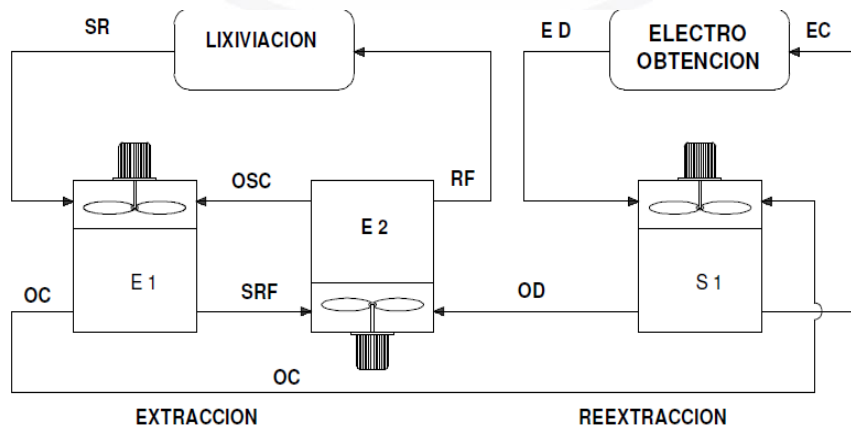 SR
LIXIVIACION
E D
ELECTRO
OBTENCION
EC
OSC
RF
E 2
E 1
S 1
OC
SRF
OD
OC
EXTRACCION
REEXTRACCION